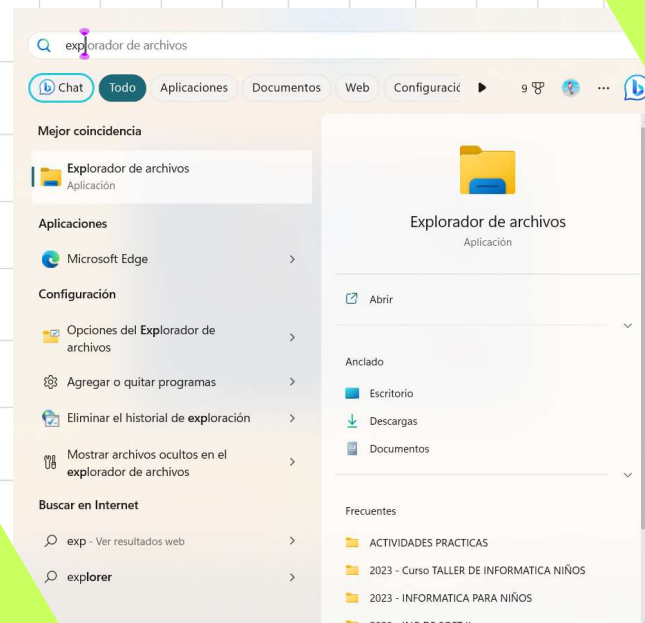 explorador de archivos
Chat
Todo
Aplicaciones
Documentos
Web
Configuració
9
Mejor coincidencia
Explorador de archivos
Aplicación
Aplicaciones
Microsoft Edge
Configuración
Opciones del Explorador de
archivos
Agregar o quitar programas
Eliminar el historial de exploración
Mostrar archivos ocultos en el
explorador de archivos
Buscar en Internet
exp - Ver resultados web
explorer
Explorador de archivos
Aplicación
Abrir
Anclado
Escritorio
Descargas
Documentos
Frecuentes
ACTIVIDADES PRACTICAS
2023 - Curso TALLER DE INFORMATICA NIÑOS
2023 - INFORMATICA PARA NIÑOS